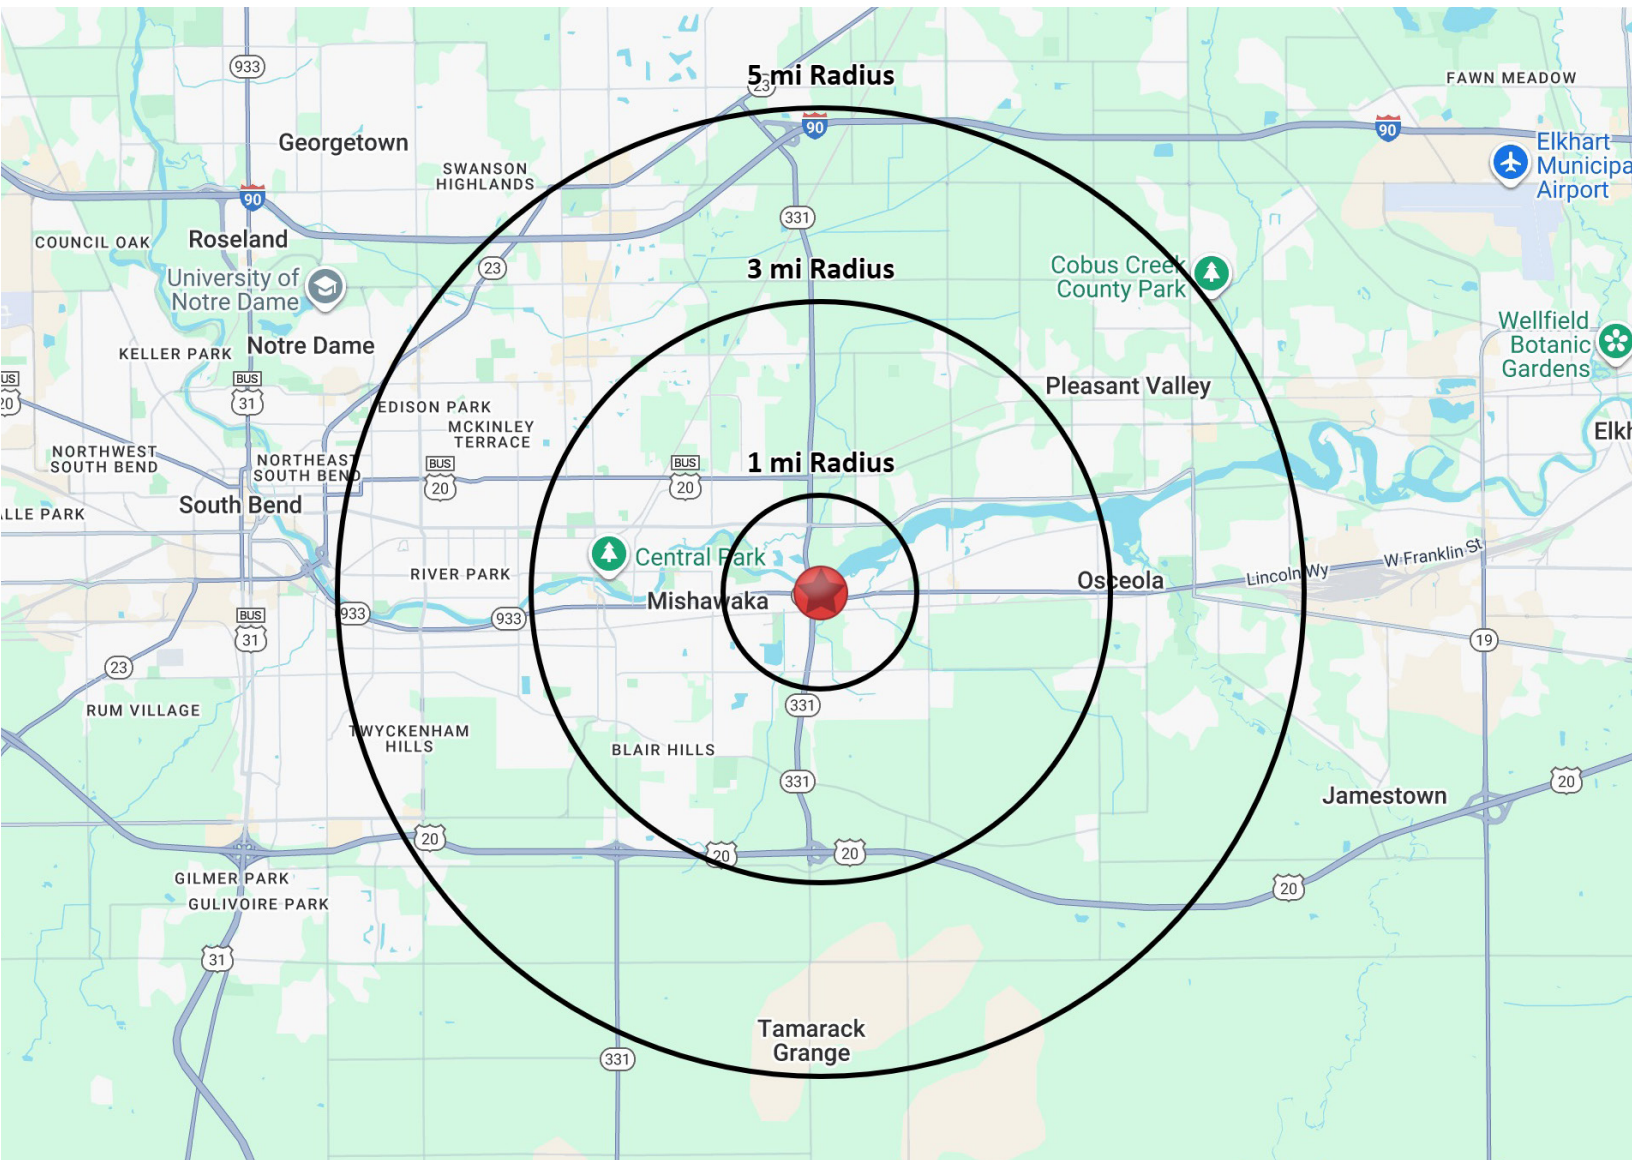 5 mi Radius
933
23
FAWN MEADOW
90
90
Georgetown
Elkhart
Municipa
Airport
SWANSON
HIGHLANDS
90
331
COUNCIL OAK
Roseland
23
3 mi Radius
Cobus Creek
County Park
University of
Notre Dame
Wellfield
Botanic
Gardens
KELLER PARK
Notre Dame
Pleasant Valley
US
20
BUS
31
EDISON PARK
MCKINLEY
TERRACE
Elkh
NORTHWEST
SOUTH BEND
NORTHEAST
SOUTH BEND
BUS
20
BUS
20
1 mi Radius
South Bend
LLE PARK
Central Park
W Franklin St
Lincoln Wy
RIVER PARK
Osceola
Mishawaka
933
933
BUS
31
19
23
331
RUM VILLAGE
TWYCKENHAM
HILLS
BLAIR HILLS
331
20
Jamestown
20
20
20
GILMER PARK
20
GULIVOIRE PARK
31
Tamarack
Grange
331